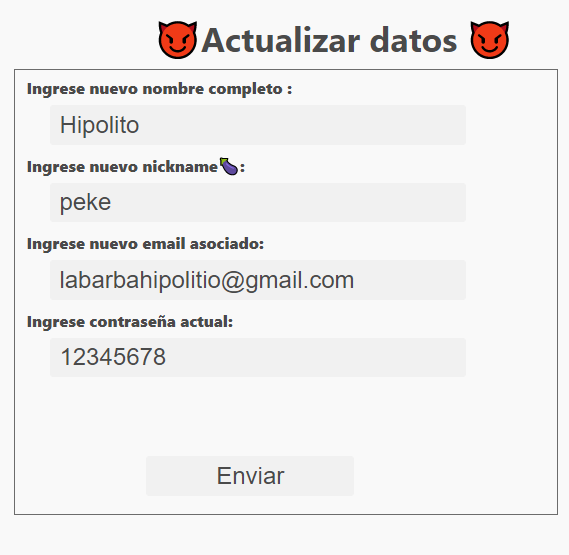 😈Actualizar datos 😈
Ingrese nuevo nombre completo :
Hipolito
Ingrese nuevo nickname🍆:
peke
Ingrese nuevo email asociado:
labarbahipolitio@gmail.com
Ingrese contraseña actual:
12345678
Enviar